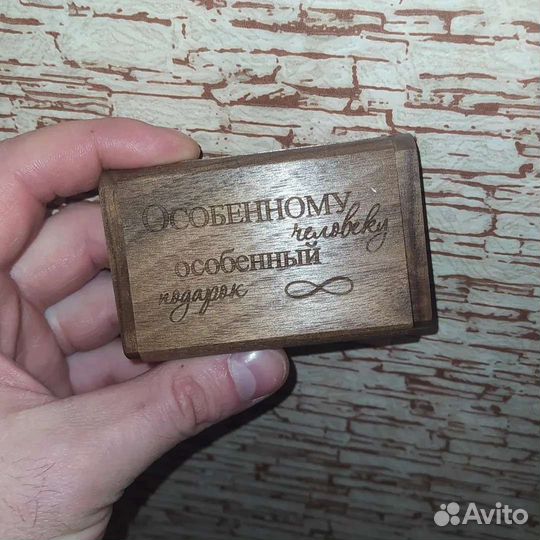 Особенному
человеку
особенный
подарок
Avito